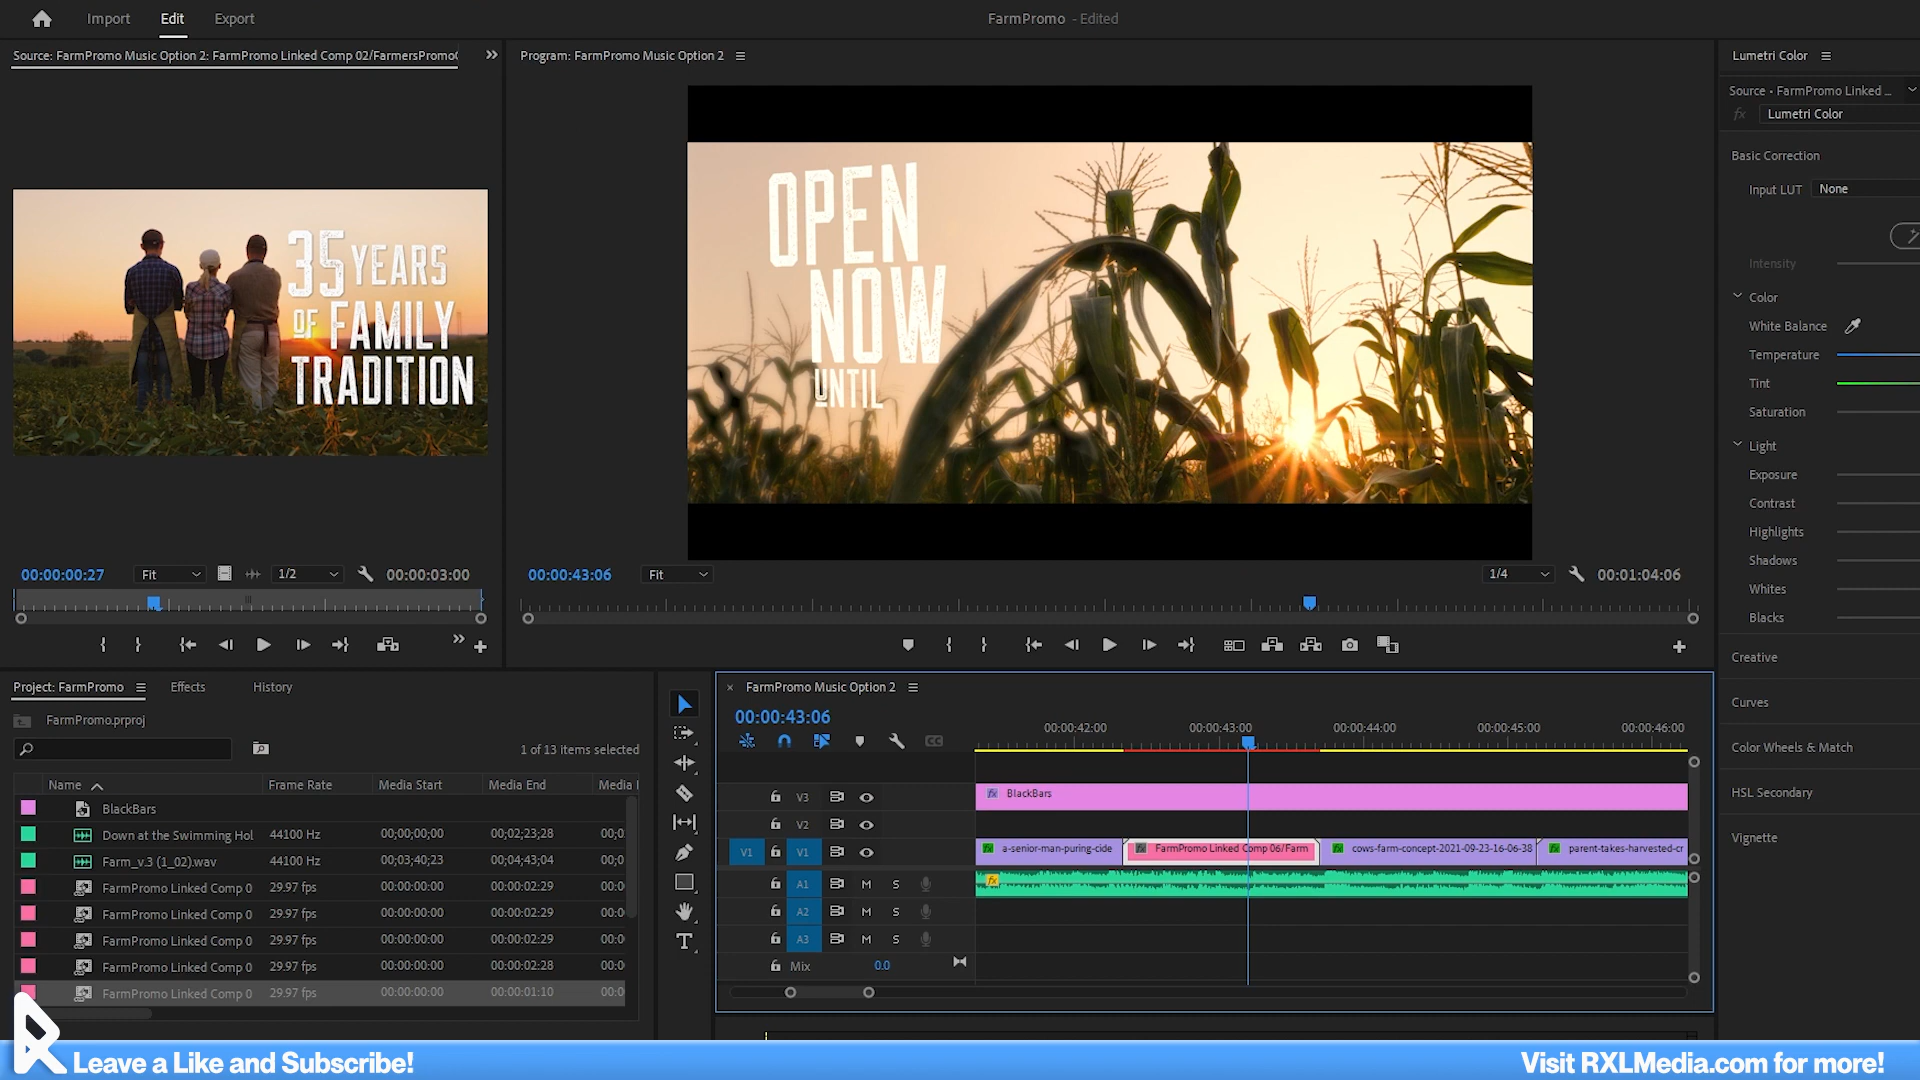 Import Edit Export
FarmPromo - Edited
Source: FarmPromo Music Option 2: FarmPromo Linked Comp 02/FarmersPromo
Program: FarmPromo Music Option 2
35 YEARS
OF FAMILY
TRADITION
00:00:00:27 Fit 1/2 00:00:03:00
OPEN
NOW
UNTIL
00:00:43:06 Fit 1/4 00:01:04:06
Lumetri Color
Source - FarmPromo Linked ...
fx Lumetri Color
Basic Correction
Input LUT None
Intensity
Color
White Balance
Temperature
Tint
Saturation
Light
Exposure
Contrast
Highlights
Shadows
Whites
Blacks
Creative
Curves
Color Wheels & Match
HSL Secondary
Vignette
Project: FarmPromo Effects History
FarmPromo.prproj
1 of 13 items selected
Name Frame Rate Media Start Media End Media
BlackBars
Down at the Swimming Hol 44100 Hz 00;00;00;00 00;02;23;28 00;0
Farm_v.3 (1_02).wav 44100 Hz 00;03;40;23 00;04;43;04 00;0
FarmPromo Linked Comp 0 29.97 fps 00:00:00:00 00:00:02:29 00:0
FarmPromo Linked Comp 0 29.97 fps 00:00:00:00 00:00:02:29 00:0
FarmPromo Linked Comp 0 29.97 fps 00:00:00:00 00:00:02:29 00:0
FarmPromo Linked Comp 0 29.97 fps 00:00:00:00 00:00:02:28 00:0
FarmPromo Linked Comp 0 29.97 fps 00:00:00:00 00:00:01:10 00:0
FarmPromo Music Option 2
00:00:43:06
00:00:42:00 00:00:43:00 00:00:44:00 00:00:45:00 00:00:46:00
V3 fx BlackBars
V2
V1 V1 fx a-senior-man-puring-cide fx FarmPromo Linked Comp 06/Farm fx cows-farm-concept-2021-09-23-16-06-38 fx parent-takes-harvested-cr
A1 M S fx
A2 M S
A3 M S
Mix 0.0
Leave a Like and Subscribe!
Visit RXLMedia.com for more!